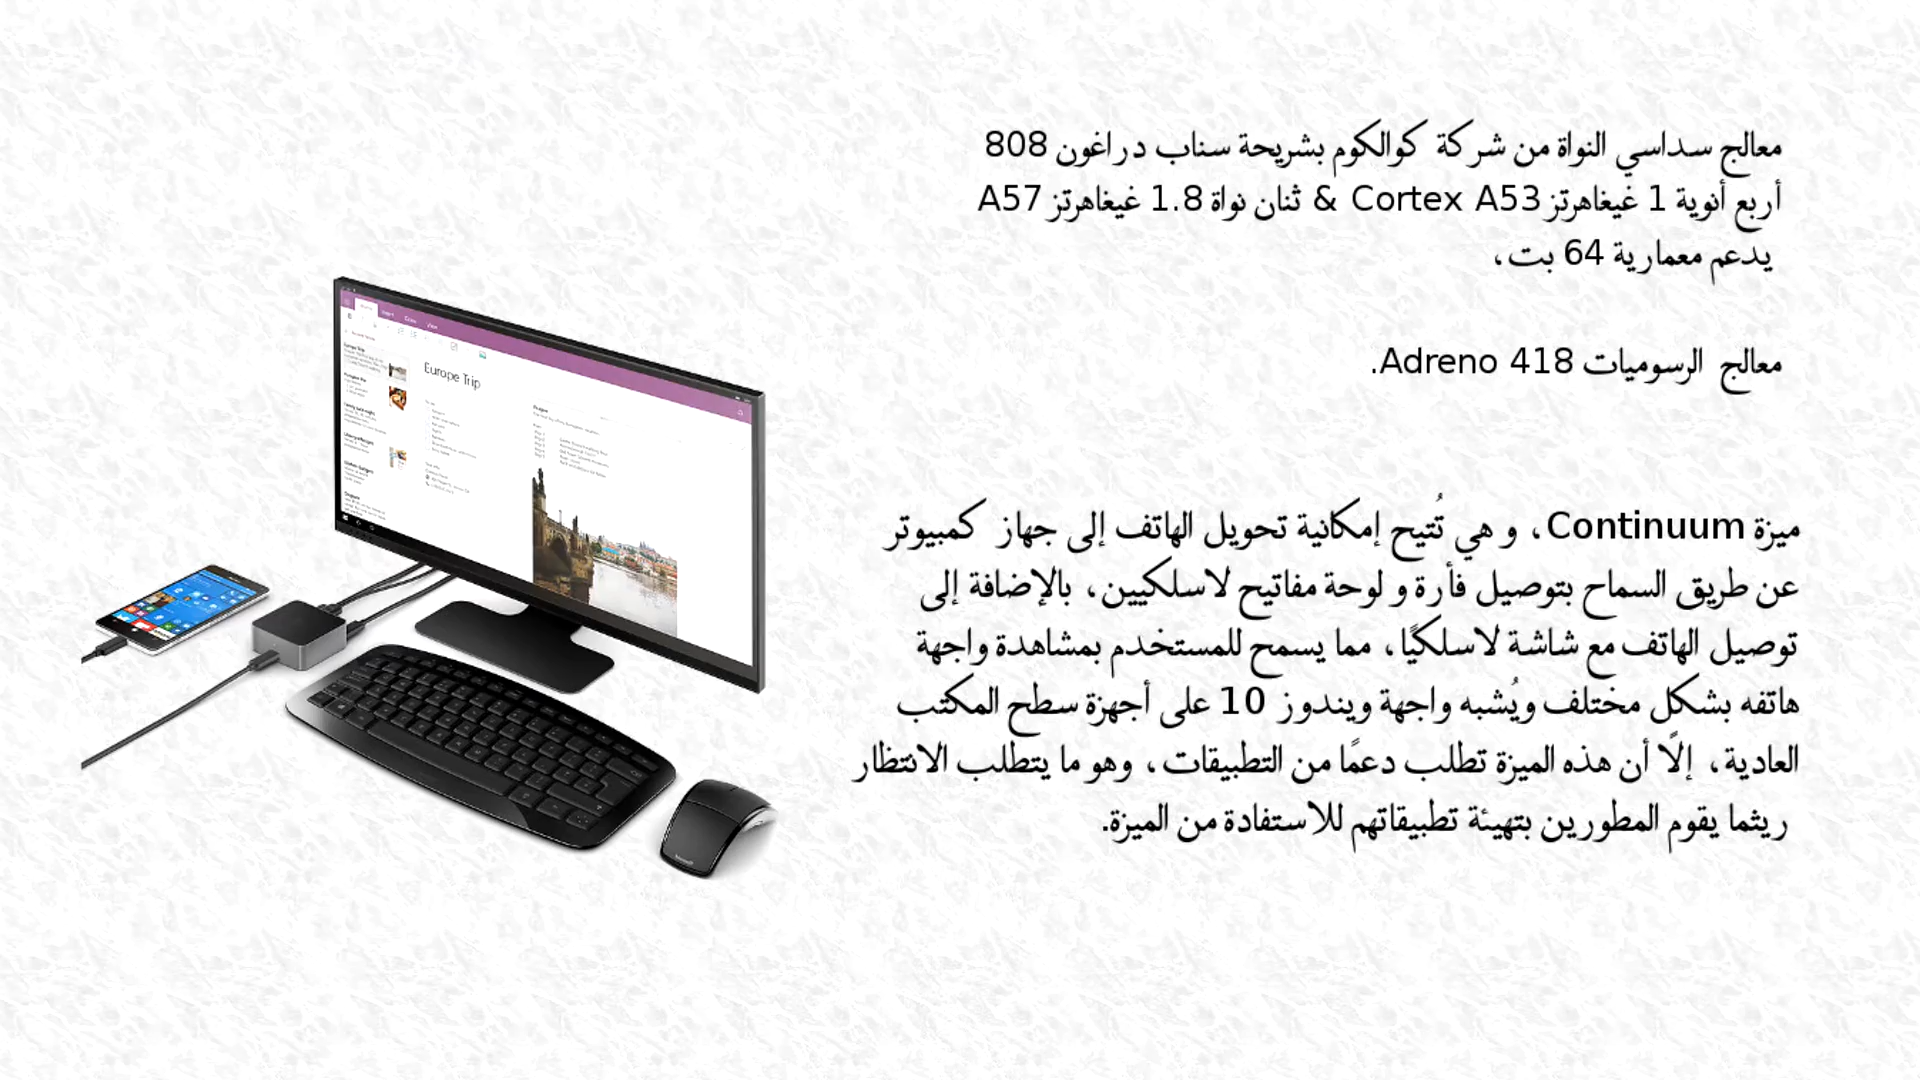 معالج سداسي النواة من شركة كوالكوم بشريحة سناب دراغون 808
أربع أنوية 1 غيغاهرتز Cortex A53 & ثنان نواة 1.8 غيغاهرتز A57
يدعم معمارية 64 بت،
معالج الرسوميات Adreno 418.
ميزة Continuum، و هي تُتيح إمكانية تحويل الهاتف إلى جهاز كمبيوتر
عن طريق السماح بتوصيل فأرة و لوحة مفاتيح لاسلكيين، بالإضافة إلى
توصيل الهاتف مع شاشة لاسلكيًا، مما يسمح للمستخدم بمشاهدة واجهة
هاتفه بشكل مختلف ويُشبه واجهة ويندوز 10 على أجهزة سطح المكتب
العادية، إلّا أن هذه الميزة تطلب دعمًا من التطبيقات، وهو ما يتطلب الانتظار
ريثما يقوم المطورين بتهيئة تطبيقاتهم للاستفادة من الميزة.
Europe Trip